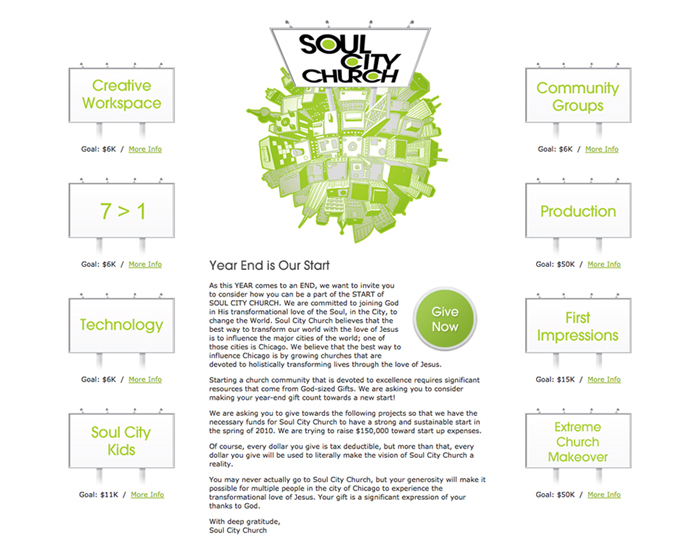 SOUL
CITY
CHURCH
Creative
Workspace
Goal: $6K / More Info
7 > 1
Goal: $6K / More Info
Technology
Goal: $6K / More Info
Soul City
Kids
Goal: $11K / More Info
Year End is Our Start
As this YEAR comes to an END, we want to invite you
to consider how you can be a part of the START of
SOUL CITY CHURCH. We are committed to joining God
in His transformational love of the Soul, in the City, to
change the World. Soul City Church believes that the
best way to transform our world with the love of Jesus
is to influence the major cities of the world; one of
those cities is Chicago. We believe that the best way to
influence Chicago is by growing churches that are
devoted to holistically transforming lives through the love of Jesus.
Give
Now
Starting a church community that is devoted to excellence requires significant
resources that come from God-sized Gifts. We are asking you to consider
making your year-end gift count towards a new start!
We are asking you to give towards the following projects so that we have the
necessary funds for Soul City Church to have a strong and sustainable start in
the spring of 2010. We are trying to raise $150,000 toward start up expenses.
Of course, every dollar you give is tax deductible, but more than that, every
dollar you give will be used to literally make the vision of Soul City Church a
reality.
You may never actually go to Soul City Church, but your generosity will make it
possible for multiple people in the city of Chicago to experience the
transformational love of Jesus. Your gift is a significant expression of your
thanks to God.
With deep gratitude,
Soul City Church
Community
Groups
Goal: $6K / More Info
Production
Goal: $50K / More Info
First
Impressions
Goal: $15K / More Info
Extreme
Church
Makeover
Goal: $50K / More Info